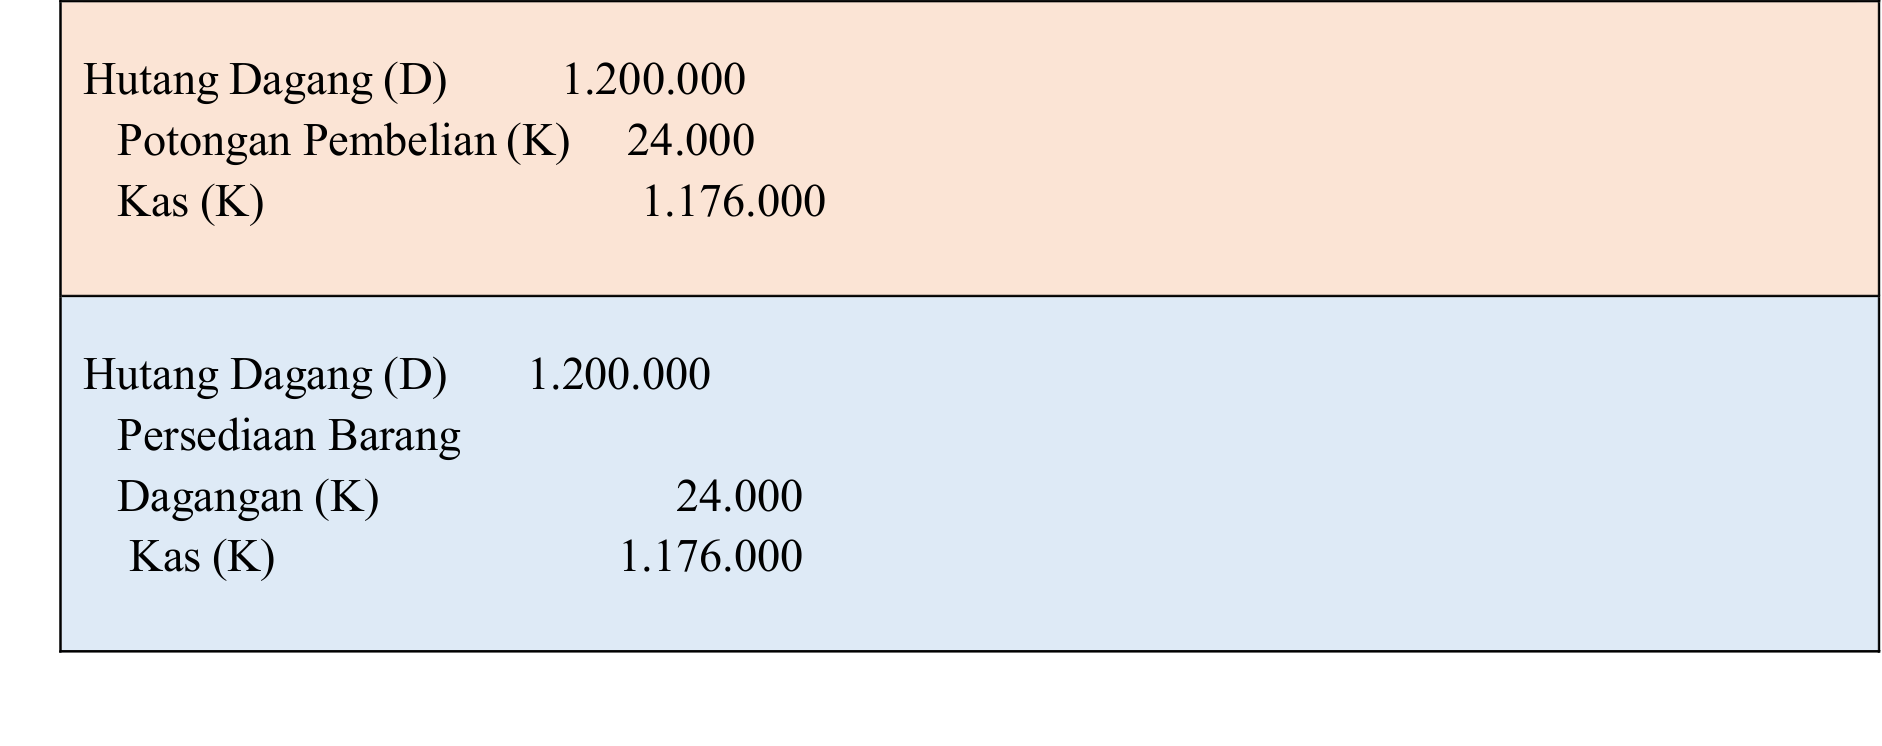 Hutang Dagang (D) 1.200.000
Potongan Pembelian (K) 24.000
Kas (K) 1.176.000
Hutang Dagang (D) 1.200.000
Persediaan Barang
Dagangan (K) 24.000
Kas (K) 1.176.000